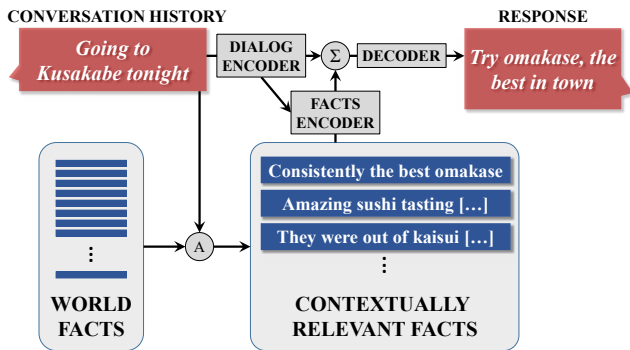 CONVERSATION HISTORY
RESPONSE
Going to
Kusakabe tonight
DIALOG
ENCODER
Σ
DECODER
Try omakase, the
best in town
FACTS
ENCODER
Consistently the best omakase
Amazing sushi tasting […]
They were out of kaisui […]
⋮
⋮
A
WORLD
FACTS
CONTEXTUALLY
RELEVANT FACTS